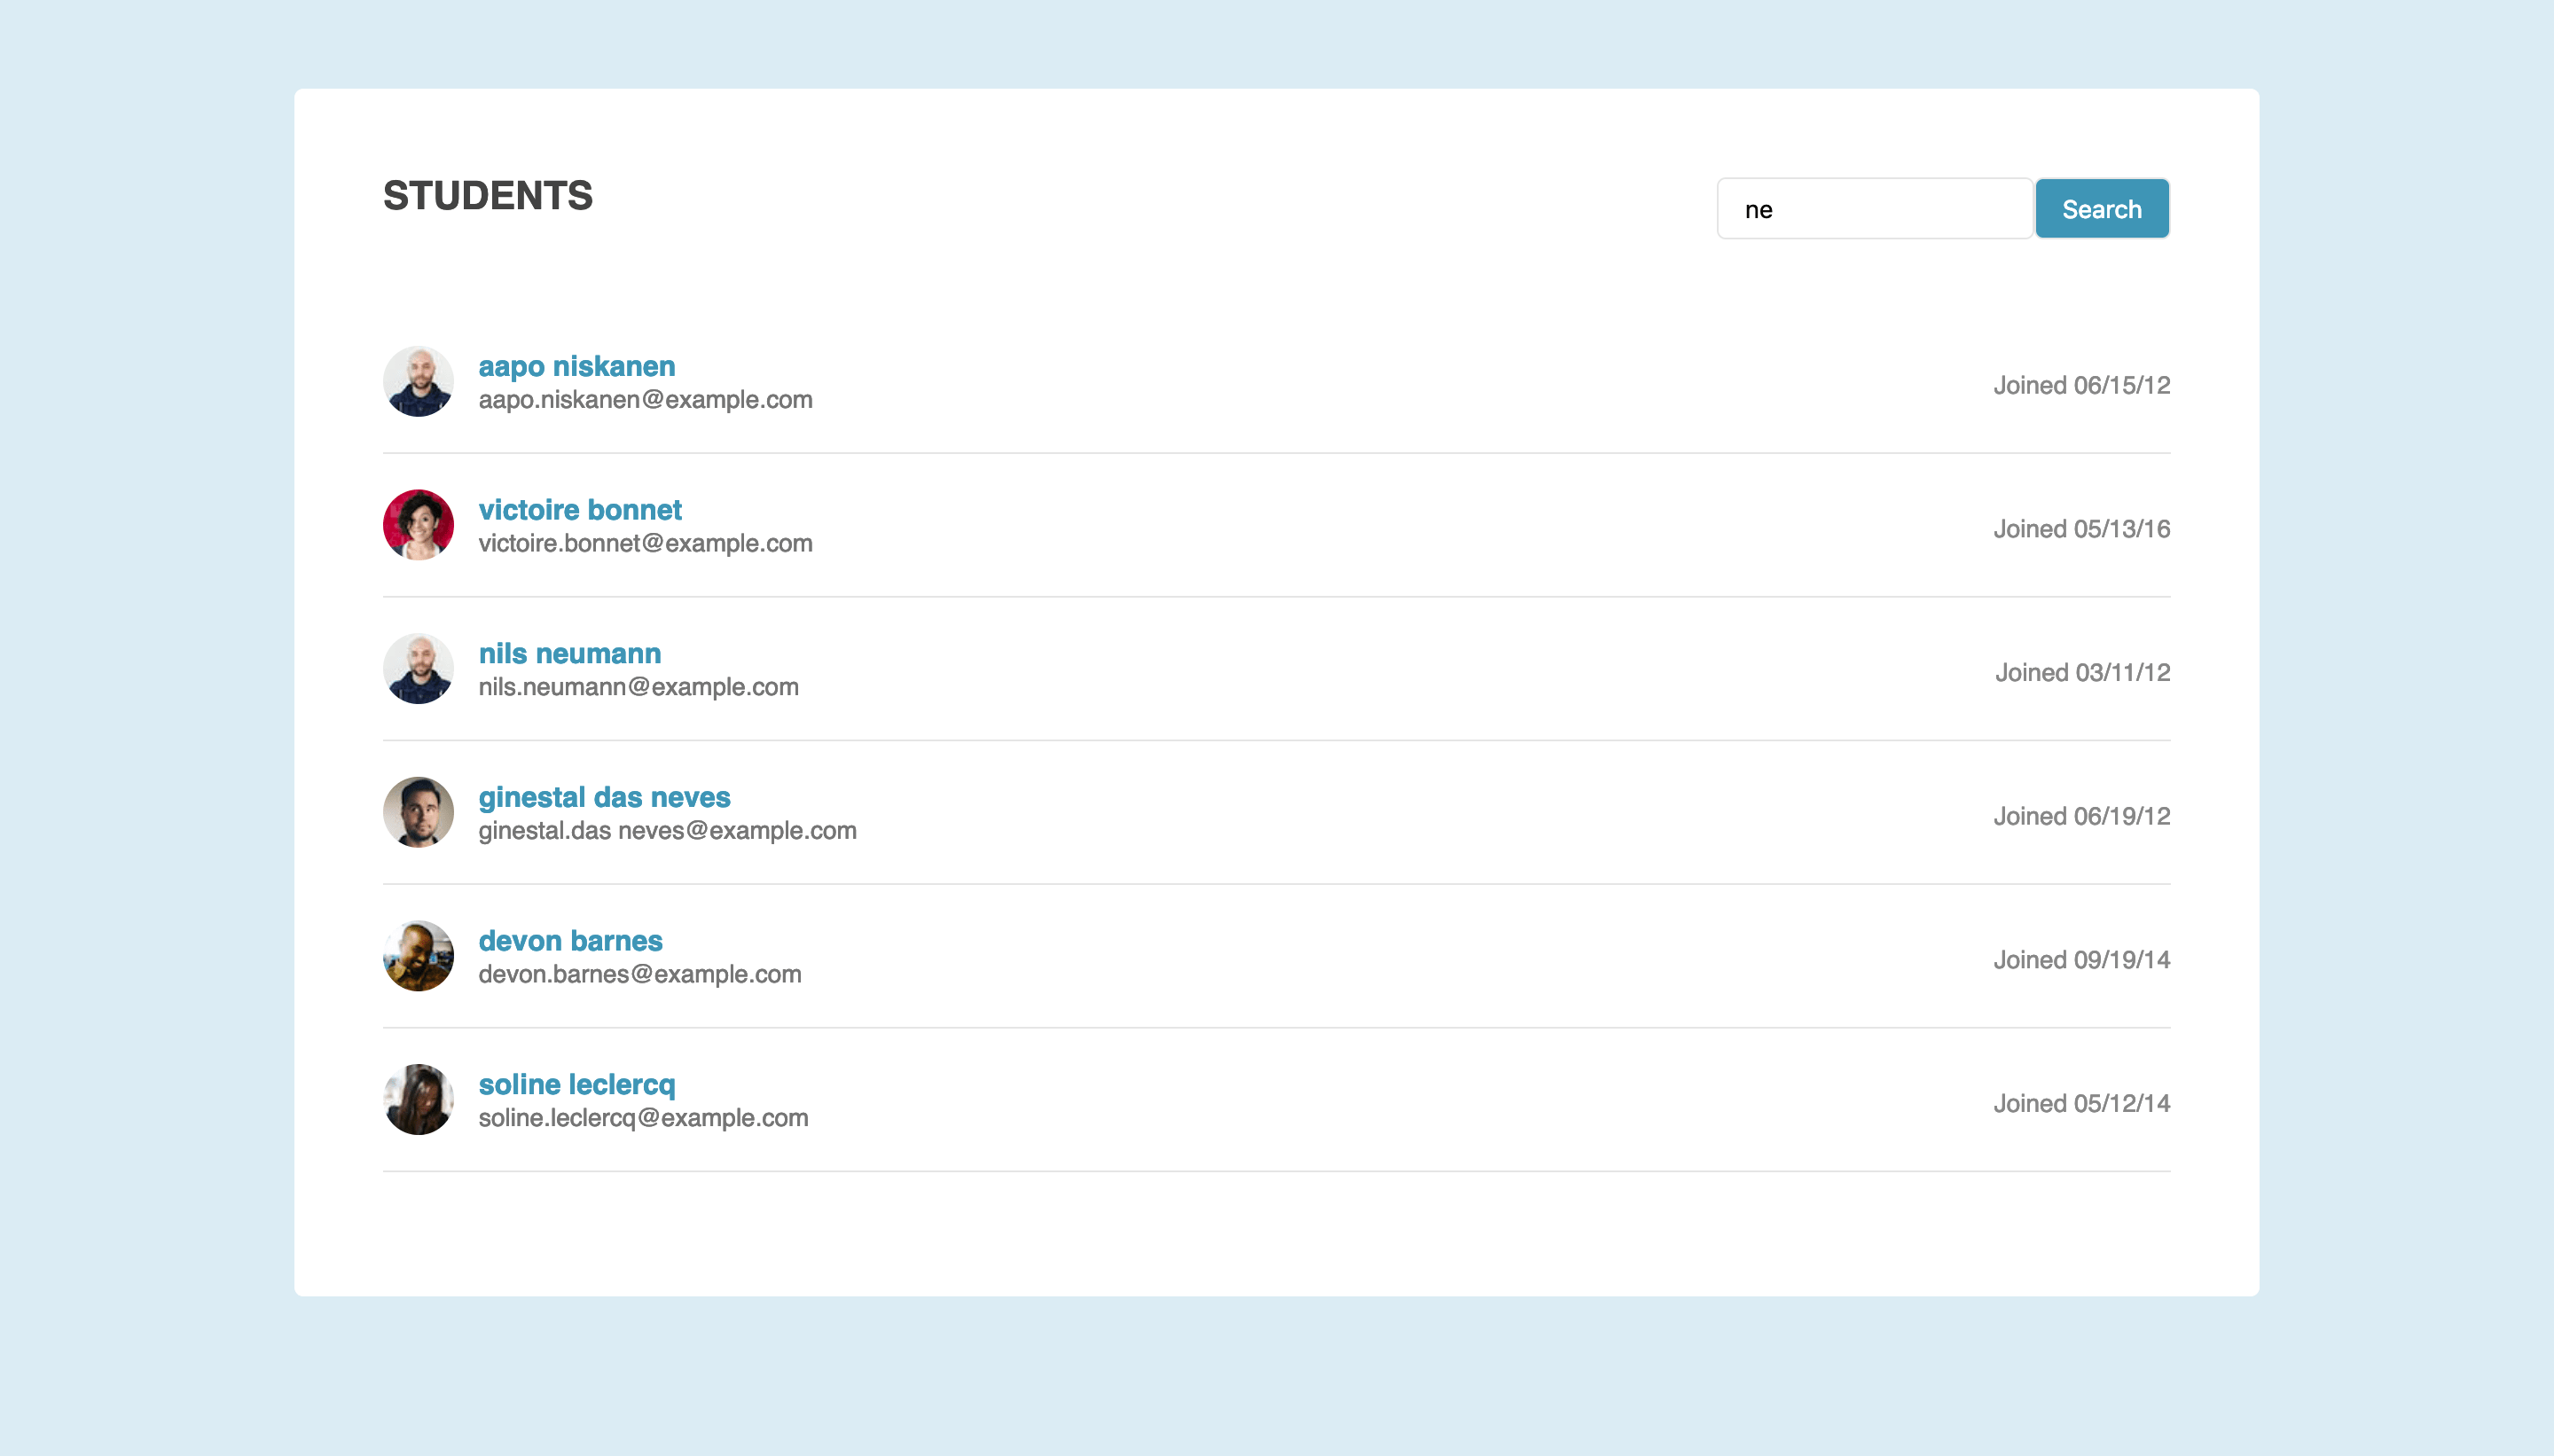 STUDENTS
ne
Search
aapo niskanen
aapo.niskanen@example.com
Joined 06/15/12
victoire bonnet
victoire.bonnet@example.com
Joined 05/13/16
nils neumann
nils.neumann@example.com
Joined 03/11/12
ginestal das neves
ginestal.das neves@example.com
Joined 06/19/12
devon barnes
devon.barnes@example.com
Joined 09/19/14
soline leclercq
soline.leclercq@example.com
Joined 05/12/14